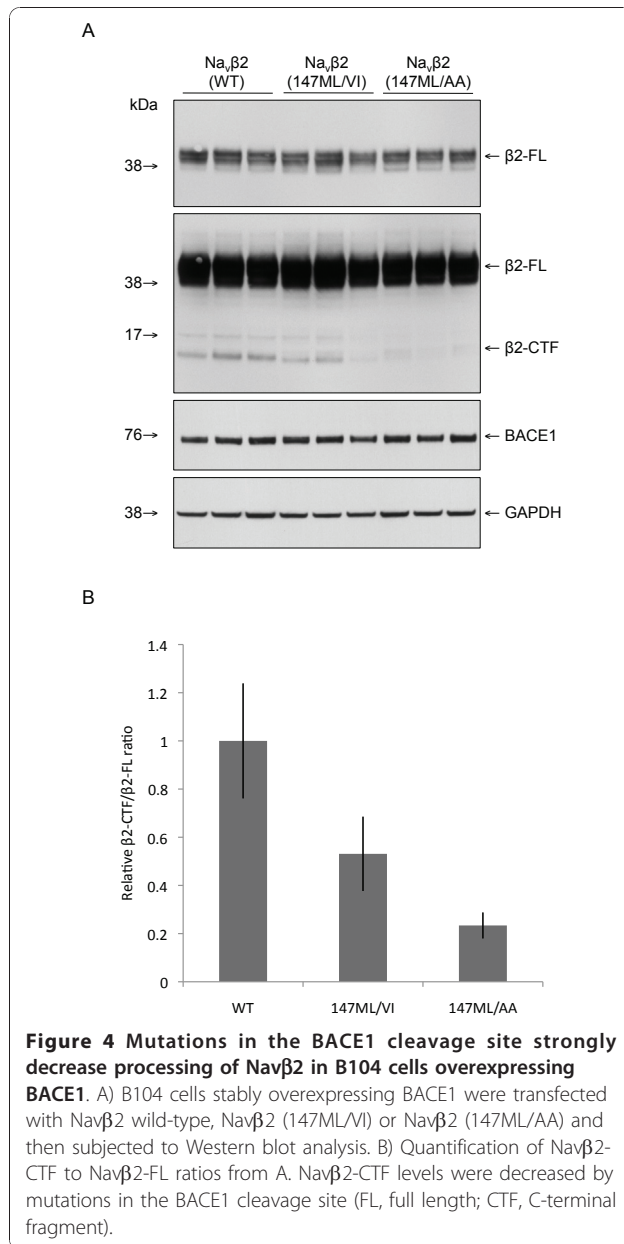 A
Navβ2 (WT)
Navβ2 (147ML/VI)
Navβ2 (147ML/AA)
kDa
38→
← β2-FL
← β2-FL
38→
17→
← β2-CTF
76→
← BACE1
38→
← GAPDH
B
Relative β2-CTF/β2-FL ratio
1.4
1.2
1
0.8
0.6
0.4
0.2
0
WT
147ML/VI
147ML/AA
Figure 4 Mutations in the BACE1 cleavage site strongly
decrease processing of Navβ2 in B104 cells overexpressing
BACE1. A) B104 cells stably overexpressing BACE1 were transfected
with Navβ2 wild-type, Navβ2 (147ML/VI) or Navβ2 (147ML/AA) and
then subjected to Western blot analysis. B) Quantification of Navβ2-
CTF to Navβ2-FL ratios from A. Navβ2-CTF levels were decreased by
mutations in the BACE1 cleavage site (FL, full length; CTF, C-terminal
fragment).